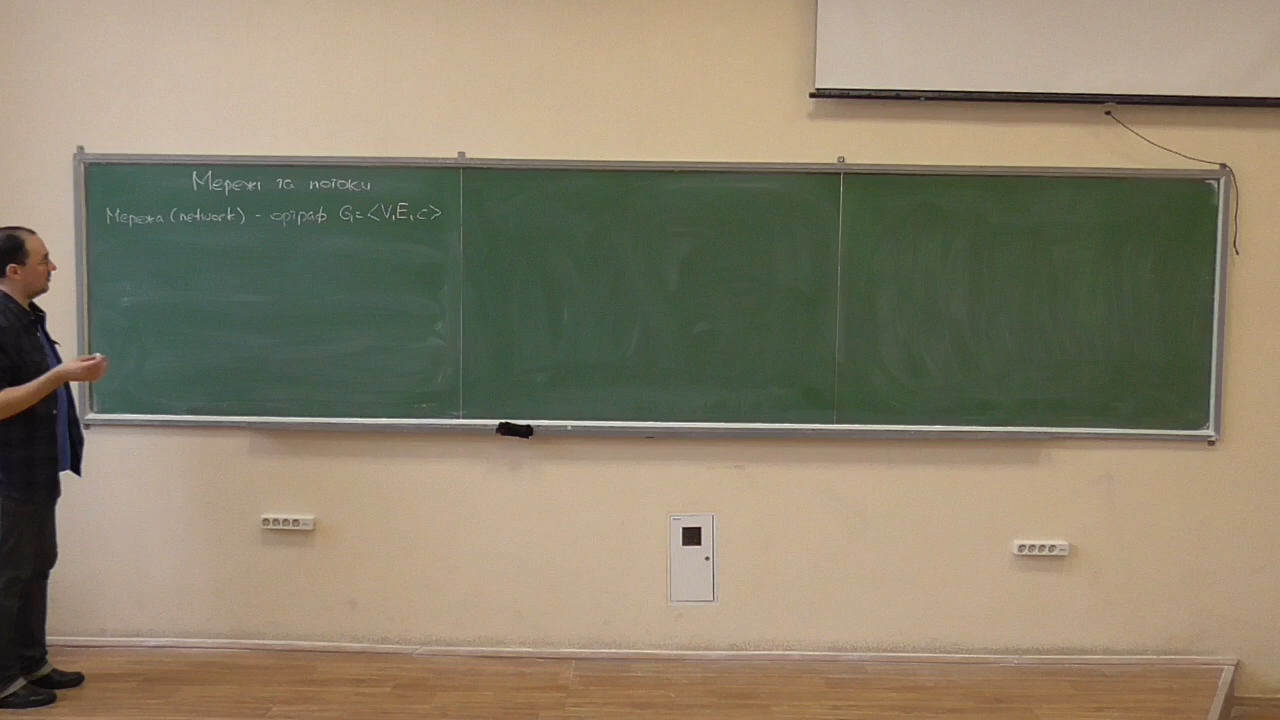 Мережі та потоки
Мережа (network) - орграф G = <V, E, c>